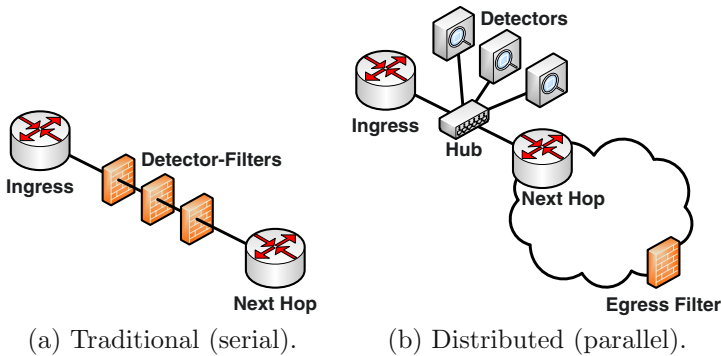 Ingress
Detector-Filters
Next Hop
(a) Traditional (serial).
Detectors
Ingress
Hub
Next Hop
Egress Filter
(b) Distributed (parallel).